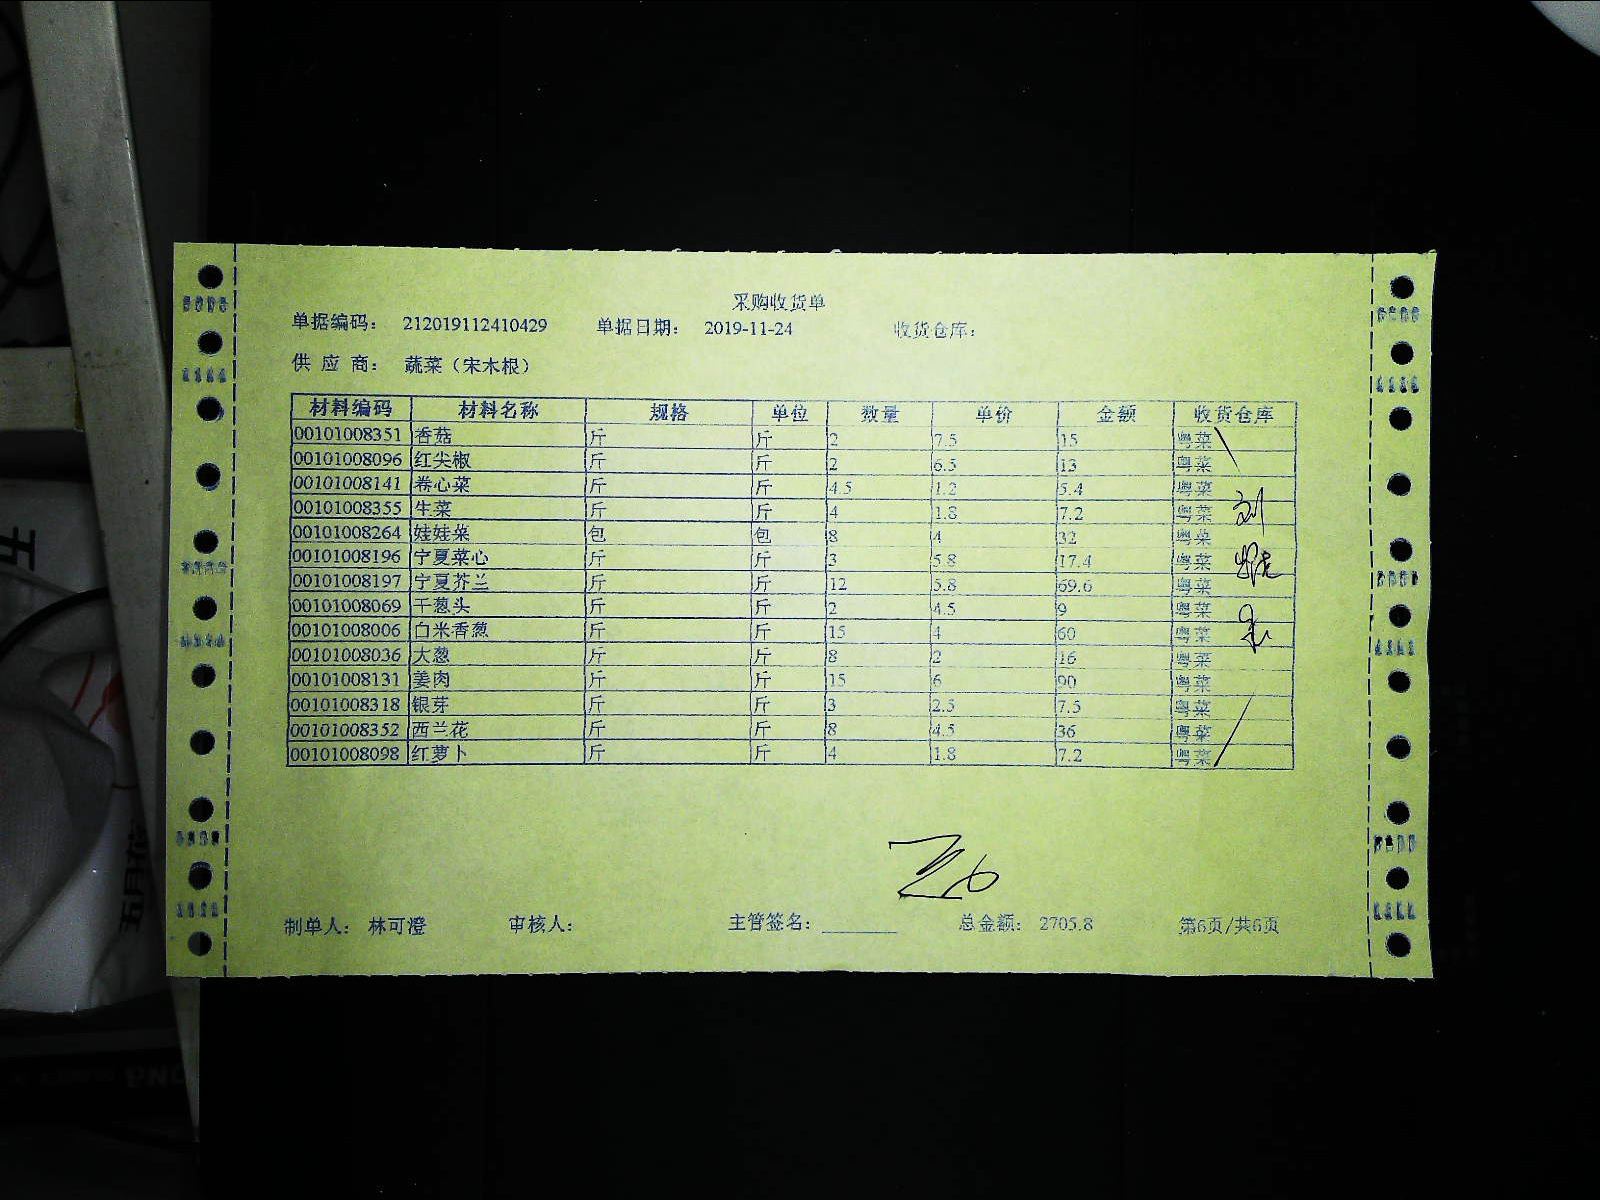 采购收货单
单据编码： 212019112410429 单据日期： 2019-11-24 收货仓库：
供 应 商： 蔬菜（宋木根）
材料编码 材料名称 规格 单位 数量 单价 金额 收货仓库
00101008351 香菇 斤 斤 2 7.5 15 粤菜
00101008096 红尖椒 斤 斤 2 6.5 13 粤菜
00101008141 卷心菜 斤 斤 4.5 1.2 5.4 粤菜
00101008355 生菜 斤 斤 4 1.8 7.2 粤菜
00101008264 娃娃菜 包 包 8 4 32 粤菜
00101008196 宁夏菜心 斤 斤 3 5.8 17.4 粤菜
00101008197 宁夏芥兰 斤 斤 12 5.8 69.6 粤菜
00101008069 干葱头 斤 斤 2 4.5 9 粤菜
00101008006 白米香葱 斤 斤 15 4 60 粤菜
00101008036 大葱 斤 斤 8 2 16 粤菜
00101008131 姜肉 斤 斤 15 6 90 粤菜
00101008318 银芽 斤 斤 3 2.5 7.5 粤菜
00101008352 西兰花 斤 斤 8 4.5 36 粤菜
00101008098 红萝卜 斤 斤 4 1.8 7.2 粤菜
制单人： 林可澄 审核人： 主管签名： 总金额： 2705.8 第6页/共6页